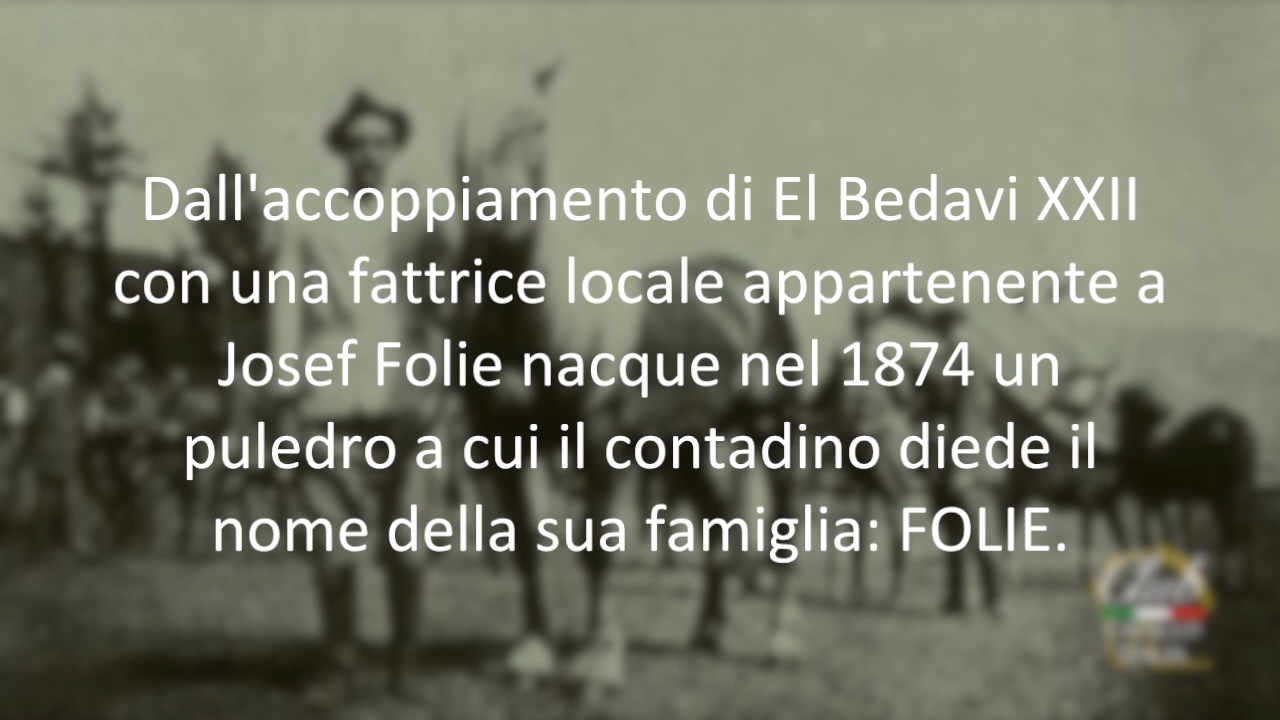 Dall'accoppiamento di El Bedavi XXII
con una fattrice locale appartenente a
Josef Folie nacque nel 1874 un
puledro a cui il contadino diede il
nome della sua famiglia: FOLIE.